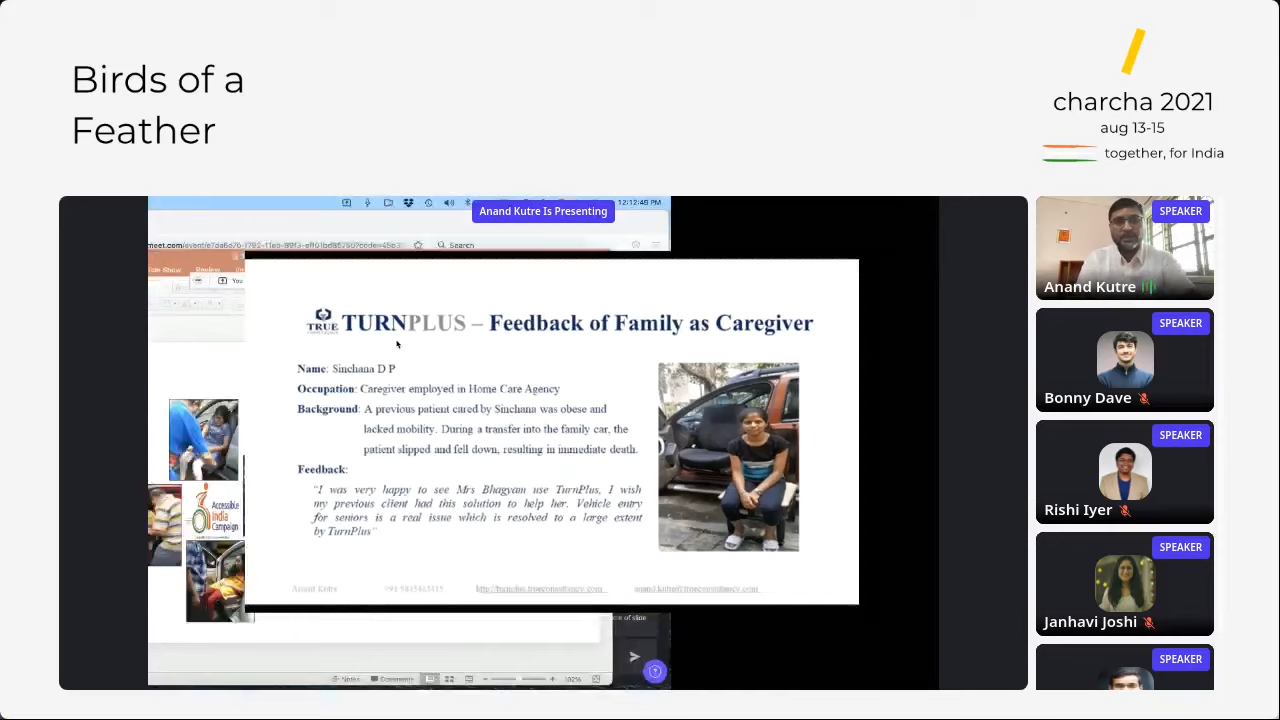 Birds of a
Feather
charcha 2021
aug 13-15
together, for India
Anand Kutre Is Presenting
12:12:49 PM
Search
Review
You
TRUE
TURNPLUS – Feedback of Family as Caregiver
Name: Sinchana D P
Occupation: Caregiver employed in Home Care Agency
Background: A previous patient cared by Sinchana was obese and
lacked mobility. During a transfer into the family car, the
patient slipped and fell down, resulting in immediate death.
Feedback:
"I was very happy to see Mrs Bhagyam use TurnPlus, I wish
my previous client had this solution to help her. Vehicle entry
for seniors is a real issue which is resolved to a large extent
by TurnPlus"
Anand Kutre
Accessible
India
Campaign
Notes
Comments
102%
SPEAKER
Anand Kutre
SPEAKER
Bonny Dave
SPEAKER
Rishi Iyer
SPEAKER
Janhavi Joshi
SPEAKER